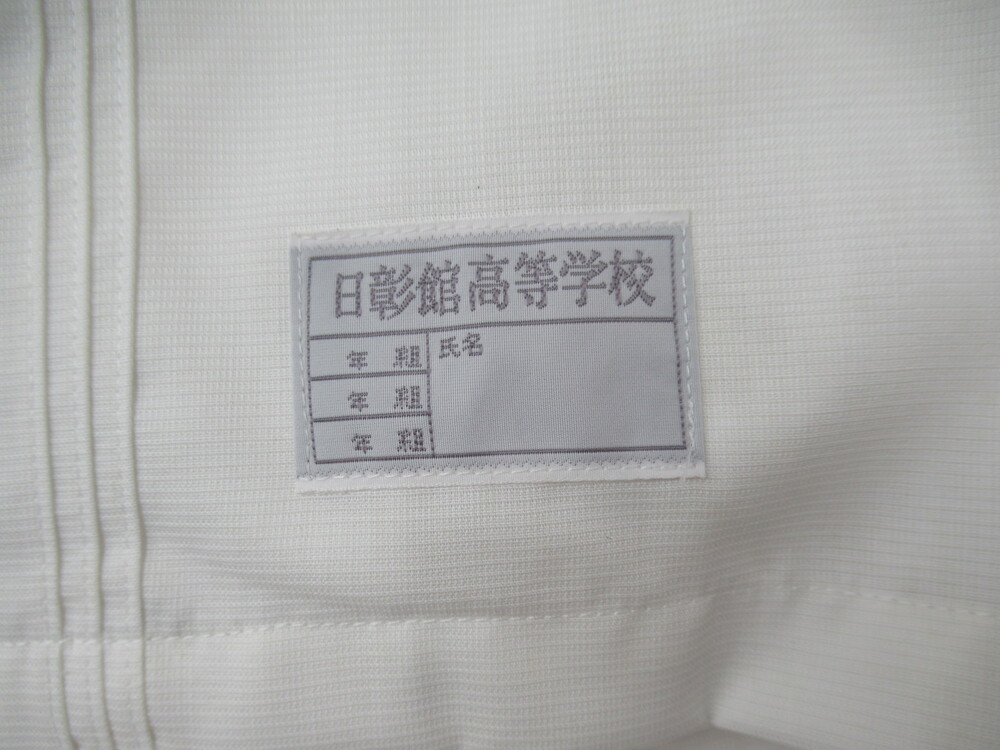 日彰館高等学校
年 組 氏名
年 組
年 組